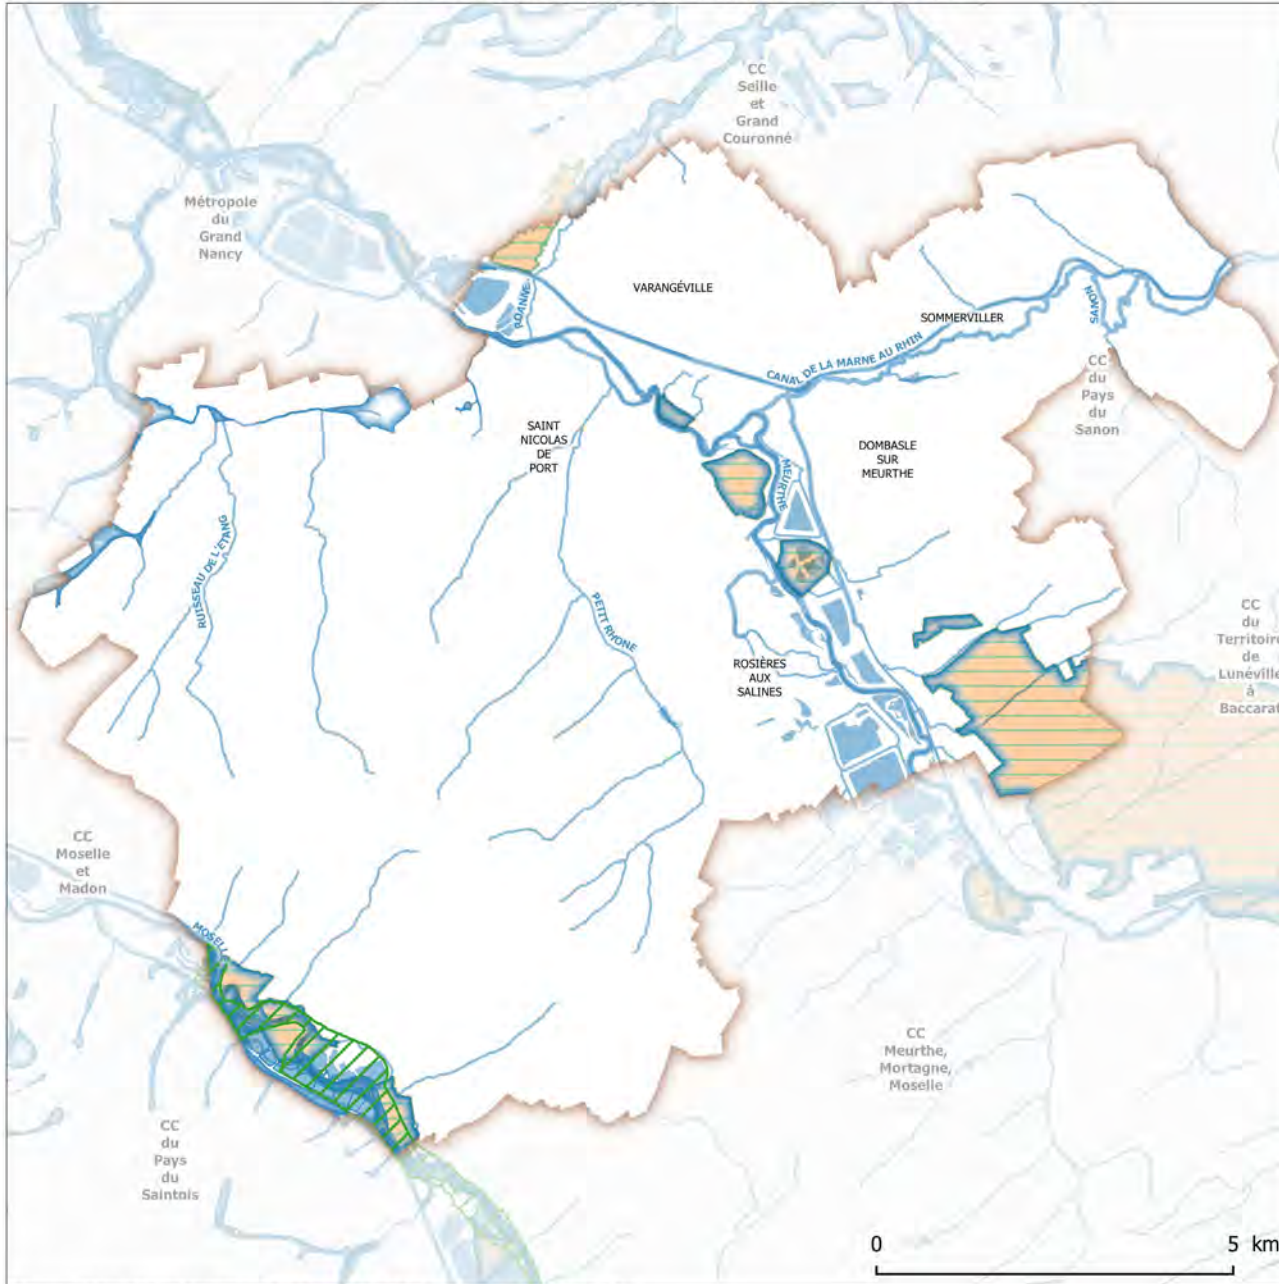 CC
Seille
et
Grand
Couronné
Métropole
du
Grand
Nancy
VARANGÉVILLE
ROANNE
SOMMERVILLER
SANON
CANAL DE LA MARNE AU RHIN
CC
du
Pays
du
Sanon
SAINT
NICOLAS
DE
PORT
DOMBASLE
SUR
MEURTHE
MEURTHE
RUISSEAU DE L'ÉTANG
PETIT RHONE
CC
du
Territoire
de
Lunéville
à
Baccarat
ROSIÈRES
AUX
SALINES
CC
Moselle
et
Madon
MOSELL
CC
Meurthe,
Mortagne,
Moselle
CC
du
Pays
du
Saintois
0 5 km